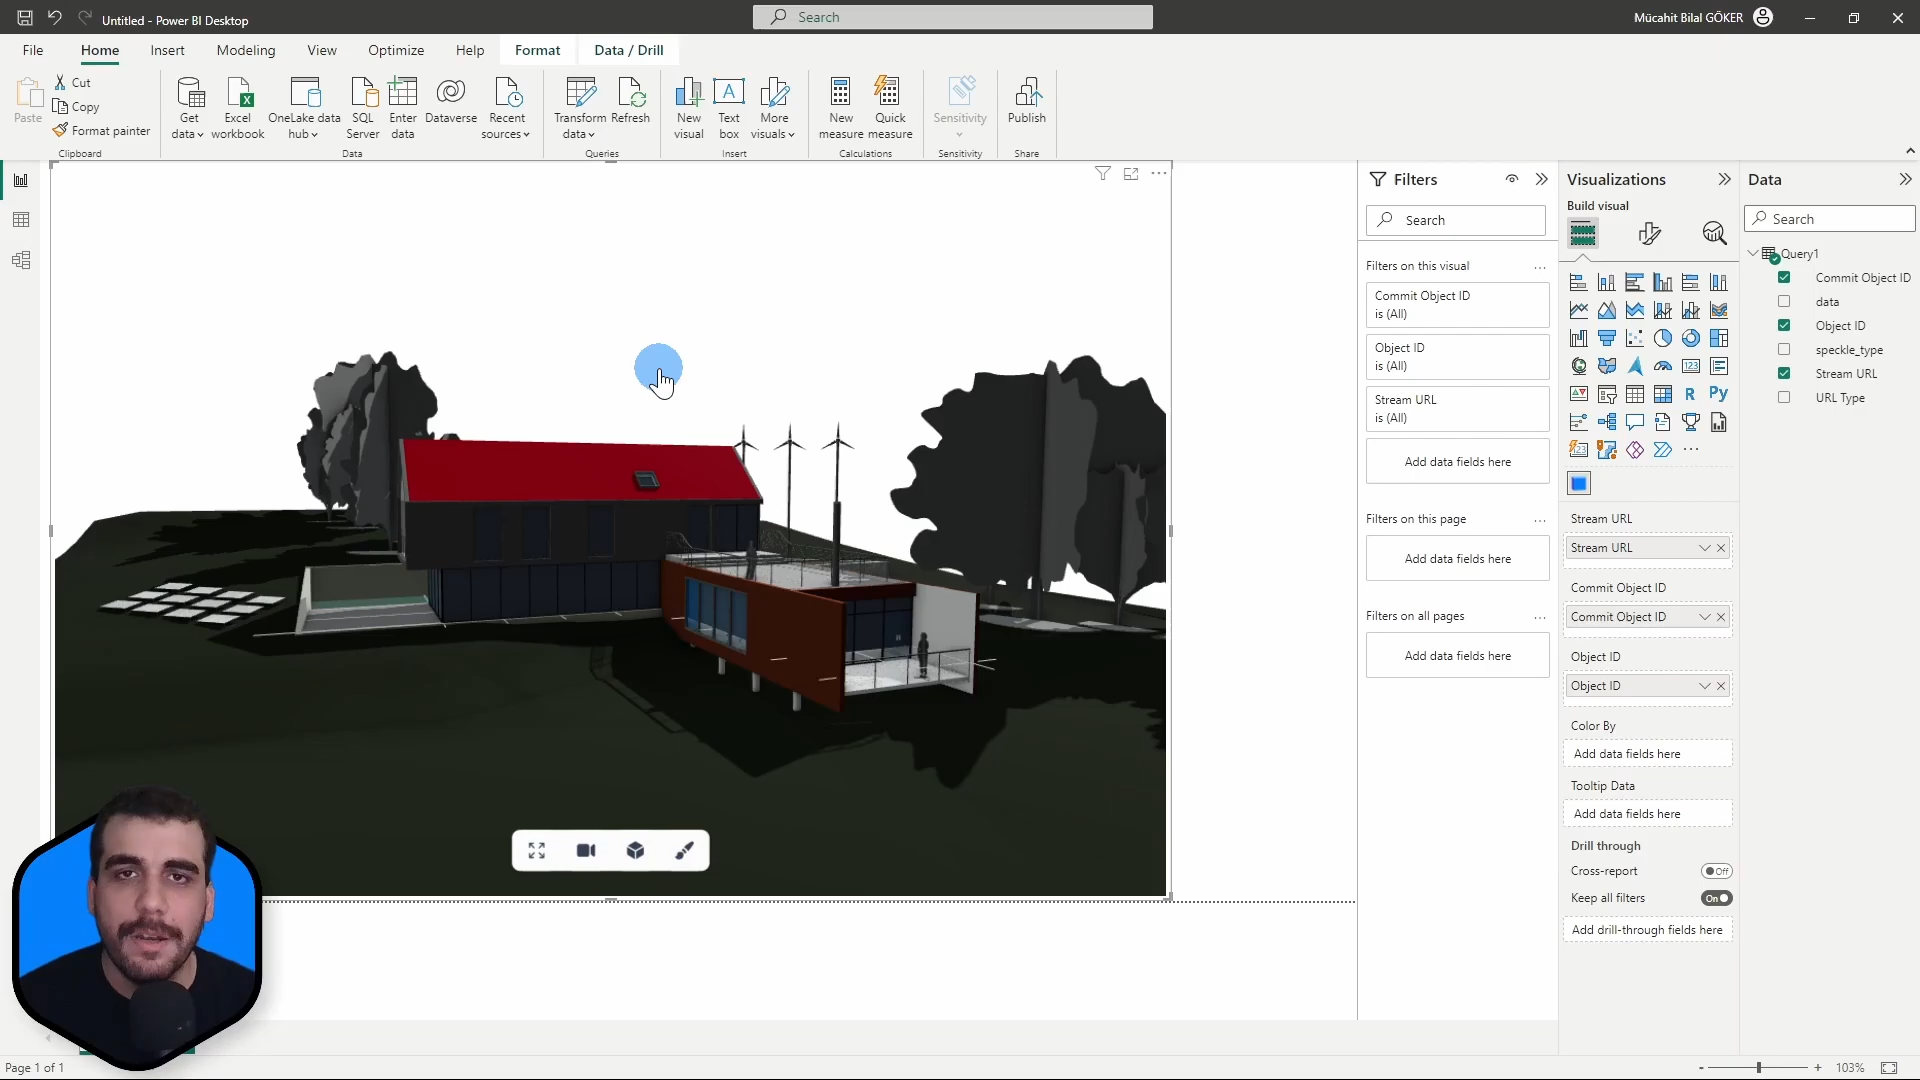 Untitled - Power BI Desktop
Search
Mücahit Bilal GÖKER
File
Home
Insert
Modeling
View
Optimize
Help
Format
Data / Drill
Paste
Cut
Copy
Format painter
Clipboard
Get data
Excel workbook
OneLake data hub
SQL Server
Enter data
Dataverse
Recent sources
Data
Transform data
Refresh
Queries
New visual
Text box
More visuals
Insert
New measure
Quick measure
Calculations
Sensitivity
Sensitivity
Publish
Share
Filters
Search
Filters on this visual
Commit Object ID
is (All)
Object ID
is (All)
Stream URL
is (All)
Add data fields here
Filters on this page
Add data fields here
Filters on all pages
Add data fields here
Visualizations
Build visual
Stream URL
Stream URL
Commit Object ID
Commit Object ID
Object ID
Object ID
Color By
Add data fields here
Tooltip Data
Add data fields here
Drill through
Cross-report
Off
Keep all filters
On
Add drill-through fields here
Data
Search
Query1
Commit Object ID
data
Object ID
speckle_type
Stream URL
URL Type
R
Py
123
123
A
Page 1 of 1
103%